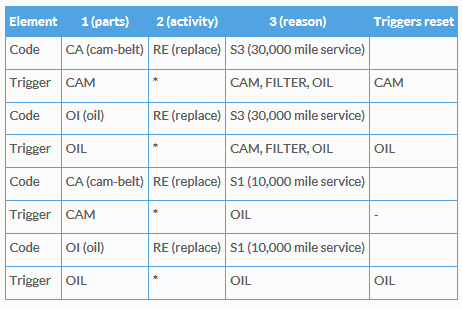 Element 1 (parts) 2 (activity) 3 (reason) Triggers reset
Code CA (cam-belt) RE (replace) S3 (30,000 mile service)
Trigger CAM * CAM, FILTER, OIL CAM
Code OI (oil) RE (replace) S3 (30,000 mile service)
Trigger OIL * CAM, FILTER, OIL OIL
Code CA (cam-belt) RE (replace) S1 (10,000 mile service)
Trigger CAM * OIL -
Code OI (oil) RE (replace) S1 (10,000 mile service)
Trigger OIL * OIL OIL